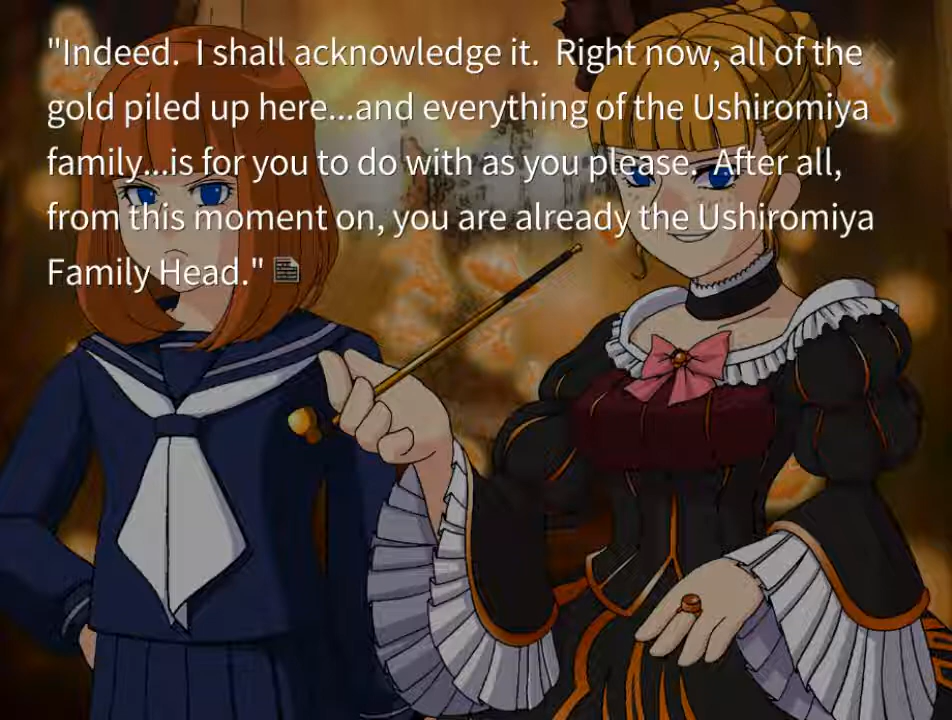 "Indeed.  I shall acknowledge it.  Right now, all of the
gold piled up here...and everything of the Ushiromiya
family...is for you to do with as you please.  After all,
from this moment on, you are already the Ushiromiya
Family Head."